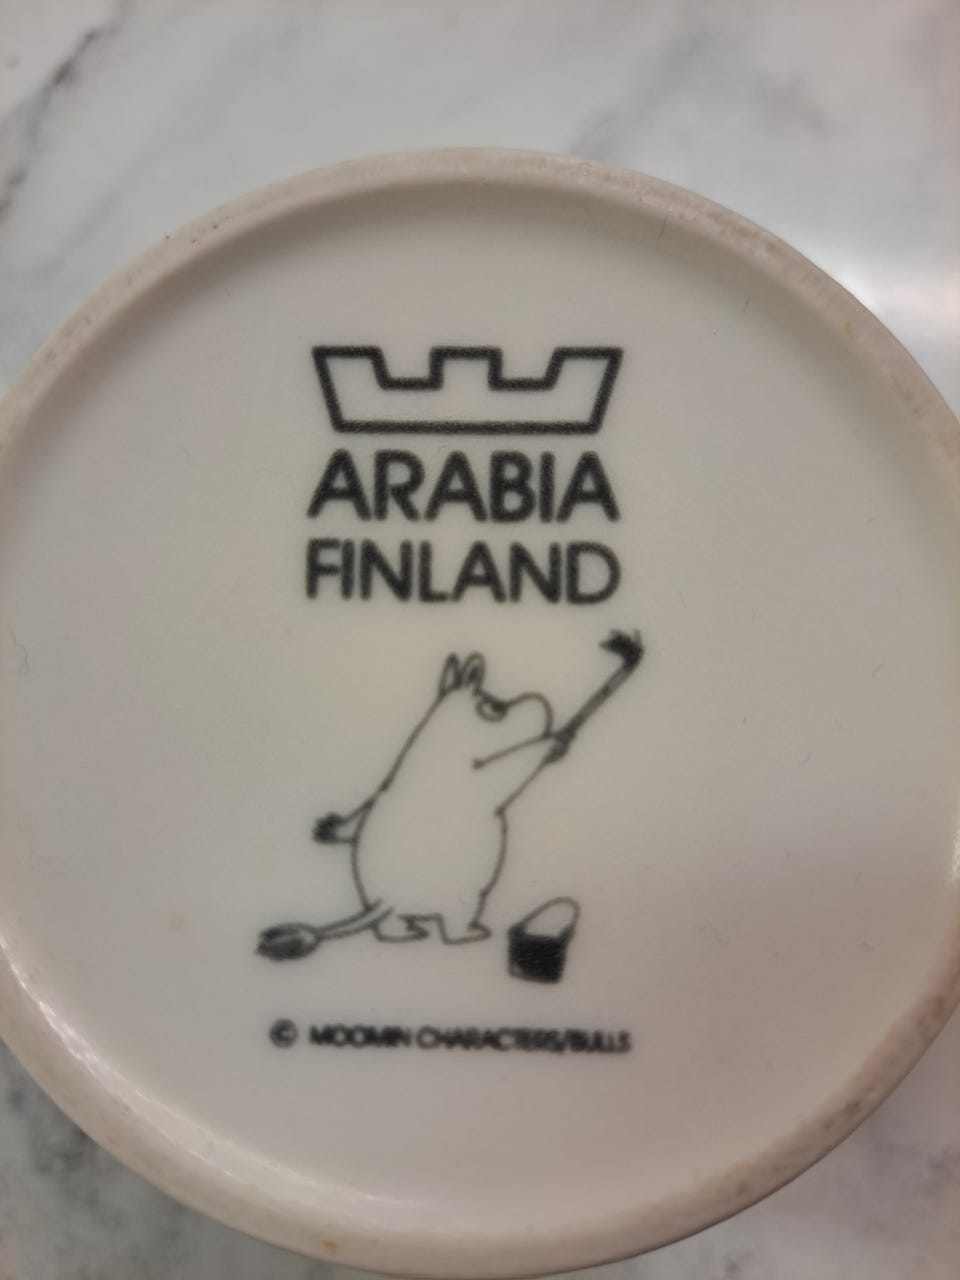 ARABIA
FINLAND
© MOOMIN CHARACTERS/BULLS